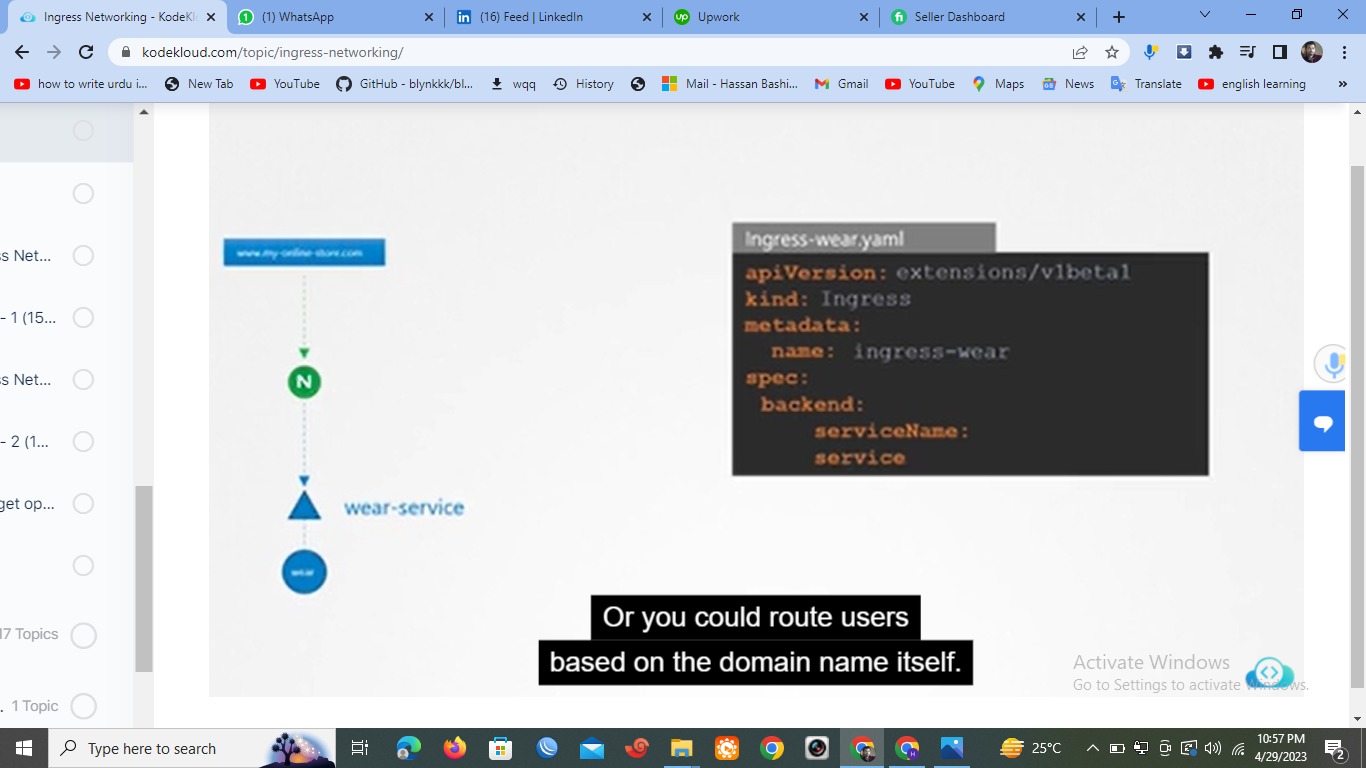 Ingress Networking - KodeKl
(1) WhatsApp
(16) Feed | LinkedIn
Upwork
Seller Dashboard
kodekloud.com/topic/ingress-networking/
how to write urdu i...
New Tab
YouTube
GitHub - blynkkk/bl...
wqq
History
Mail - Hassan Bashi...
Gmail
YouTube
Maps
News
Translate
english learning
»
s Net...
- 1 (15...
ss Net...
- 2 (1...
get op...
17 Topics
. 1 Topic
www.my-online-store.com
N
wear-service
wear
Ingress-wear.yaml
apiVersion: extensions/v1beta1
kind: Ingress
metadata:
name: ingress-wear
spec:
backend:
serviceName:
service
Or you could route users
based on the domain name itself.
Activate Windows
Go to Settings to activate Windows.
Type here to search
25°C
10:57 PM
4/29/2023
2